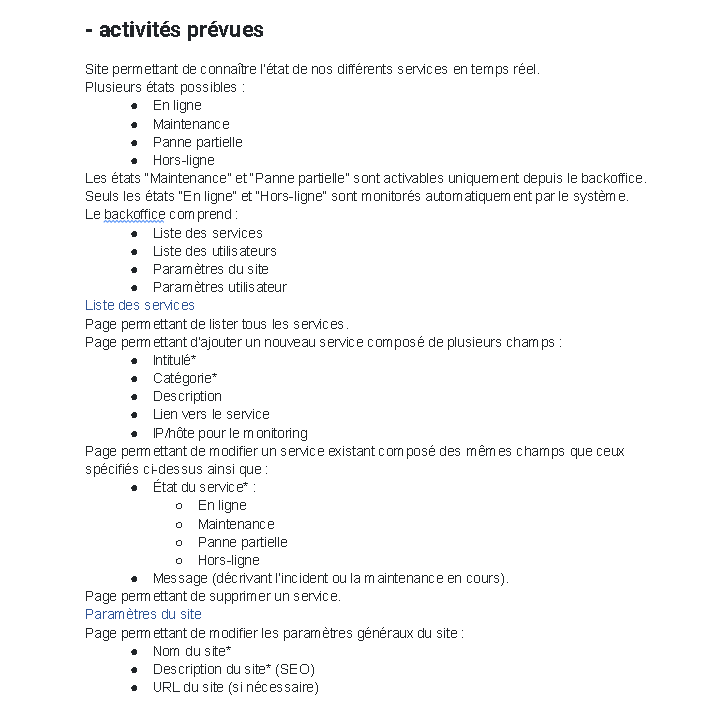 - activités prévues
Site permettant de connaître l'état de nos différents services en temps réel.
Plusieurs états possibles :
● En ligne
● Maintenance
● Panne partielle
● Hors-ligne
Les états "Maintenance" et "Panne partielle" sont activables uniquement depuis le backoffice.
Seuls les états "En ligne" et "Hors-ligne" sont monitorés automatiquement par le système.
Le backoffice comprend :
● Liste des services
● Liste des utilisateurs
● Paramètres du site
● Paramètres utilisateur
Liste des services
Page permettant de lister tous les services.
Page permettant d'ajouter un nouveau service composé de plusieurs champs :
● Intitulé*
● Catégorie*
● Description
● Lien vers le service
● IP/hôte pour le monitoring
Page permettant de modifier un service existant composé des mêmes champs que ceux
spécifiés ci-dessus ainsi que :
● État du service* :
○ En ligne
○ Maintenance
○ Panne partielle
○ Hors-ligne
● Message (décrivant l'incident ou la maintenance en cours).
Page permettant de supprimer un service.
Paramètres du site
Page permettant de modifier les paramètres généraux du site :
● Nom du site*
● Description du site* (SEO)
● URL du site (si nécessaire)